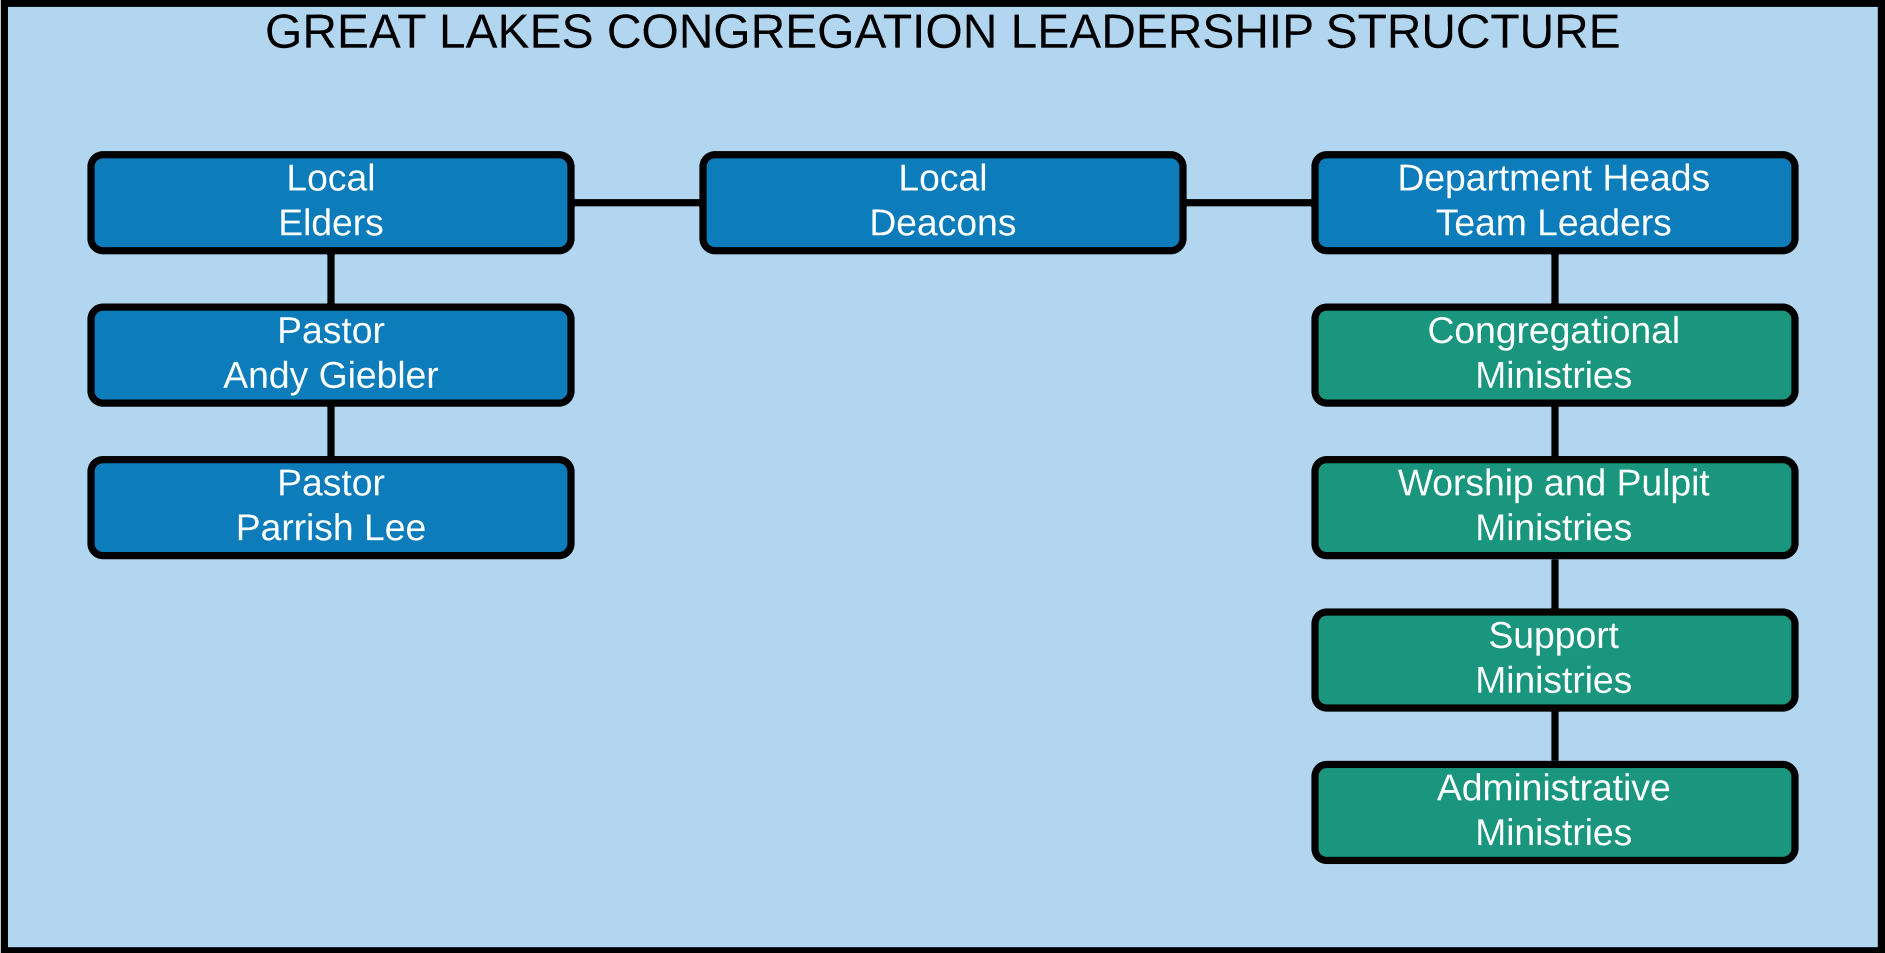 GREAT LAKES CONGREGATION LEADERSHIP STRUCTURE
Local
Elders
Local
Deacons
Department Heads
Team Leaders
Pastor
Andy Giebler
Congregational
Ministries
Pastor
Parrish Lee
Worship and Pulpit
Ministries
Support
Ministries
Administrative
Ministries